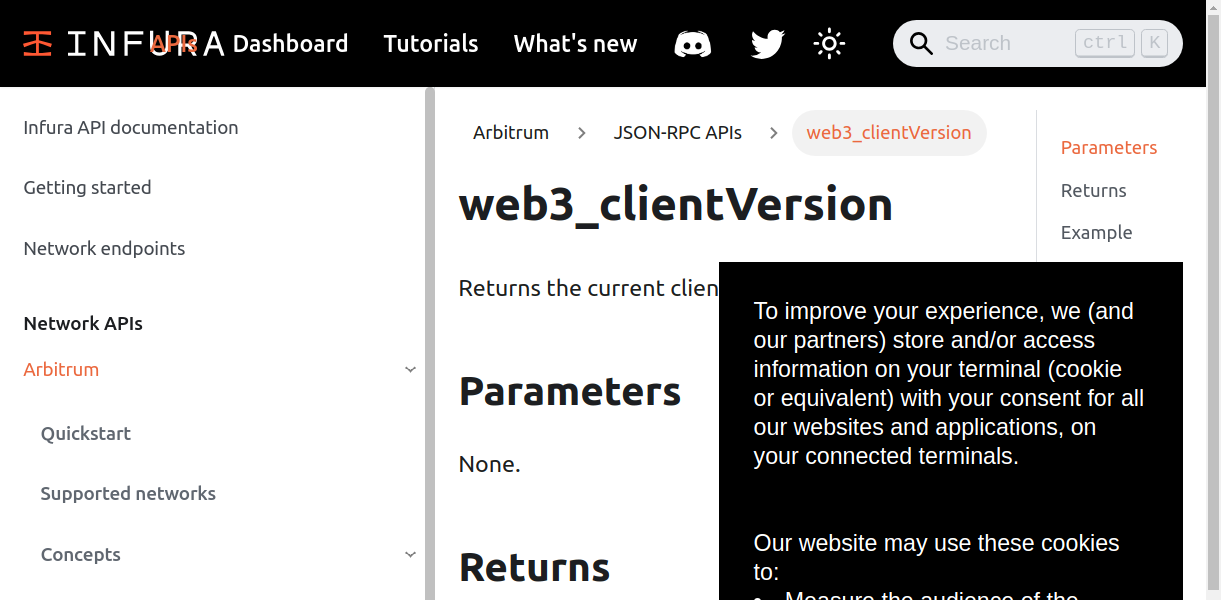 INFURA APIs Dashboard Tutorials What's new Search ctrl K
Infura API documentation
Getting started
Network endpoints
Network APIs
Arbitrum
Quickstart
Supported networks
Concepts
Arbitrum JSON-RPC APIs web3_clientVersion
web3_clientVersion
Returns the current clien
Parameters
None.
Returns
Parameters
Returns
Example
To improve your experience, we (and
our partners) store and/or access
information on your terminal (cookie
or equivalent) with your consent for all
our websites and applications, on
your connected terminals.
Our website may use these cookies
to:
• Measure the audience of the